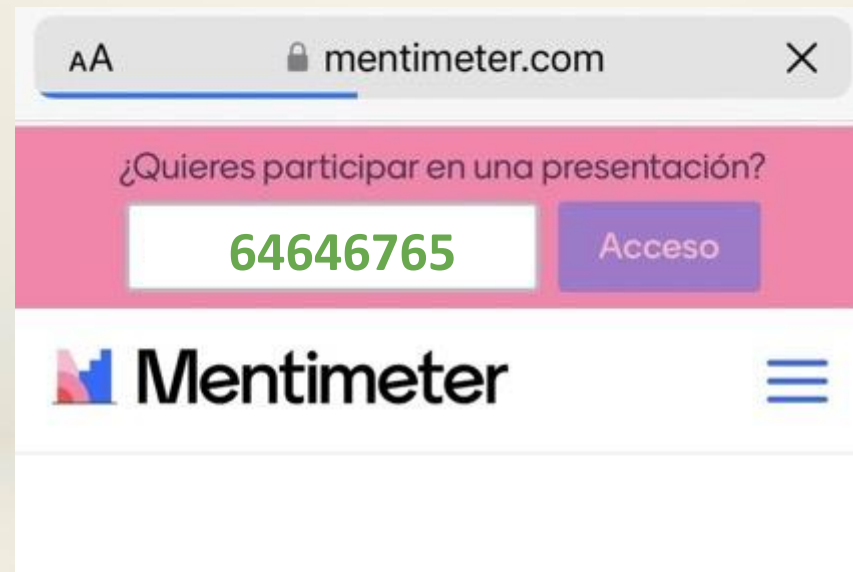 AA mentimeter.com
¿Quieres participar en una presentación?
64646765 Acceso
Mentimeter